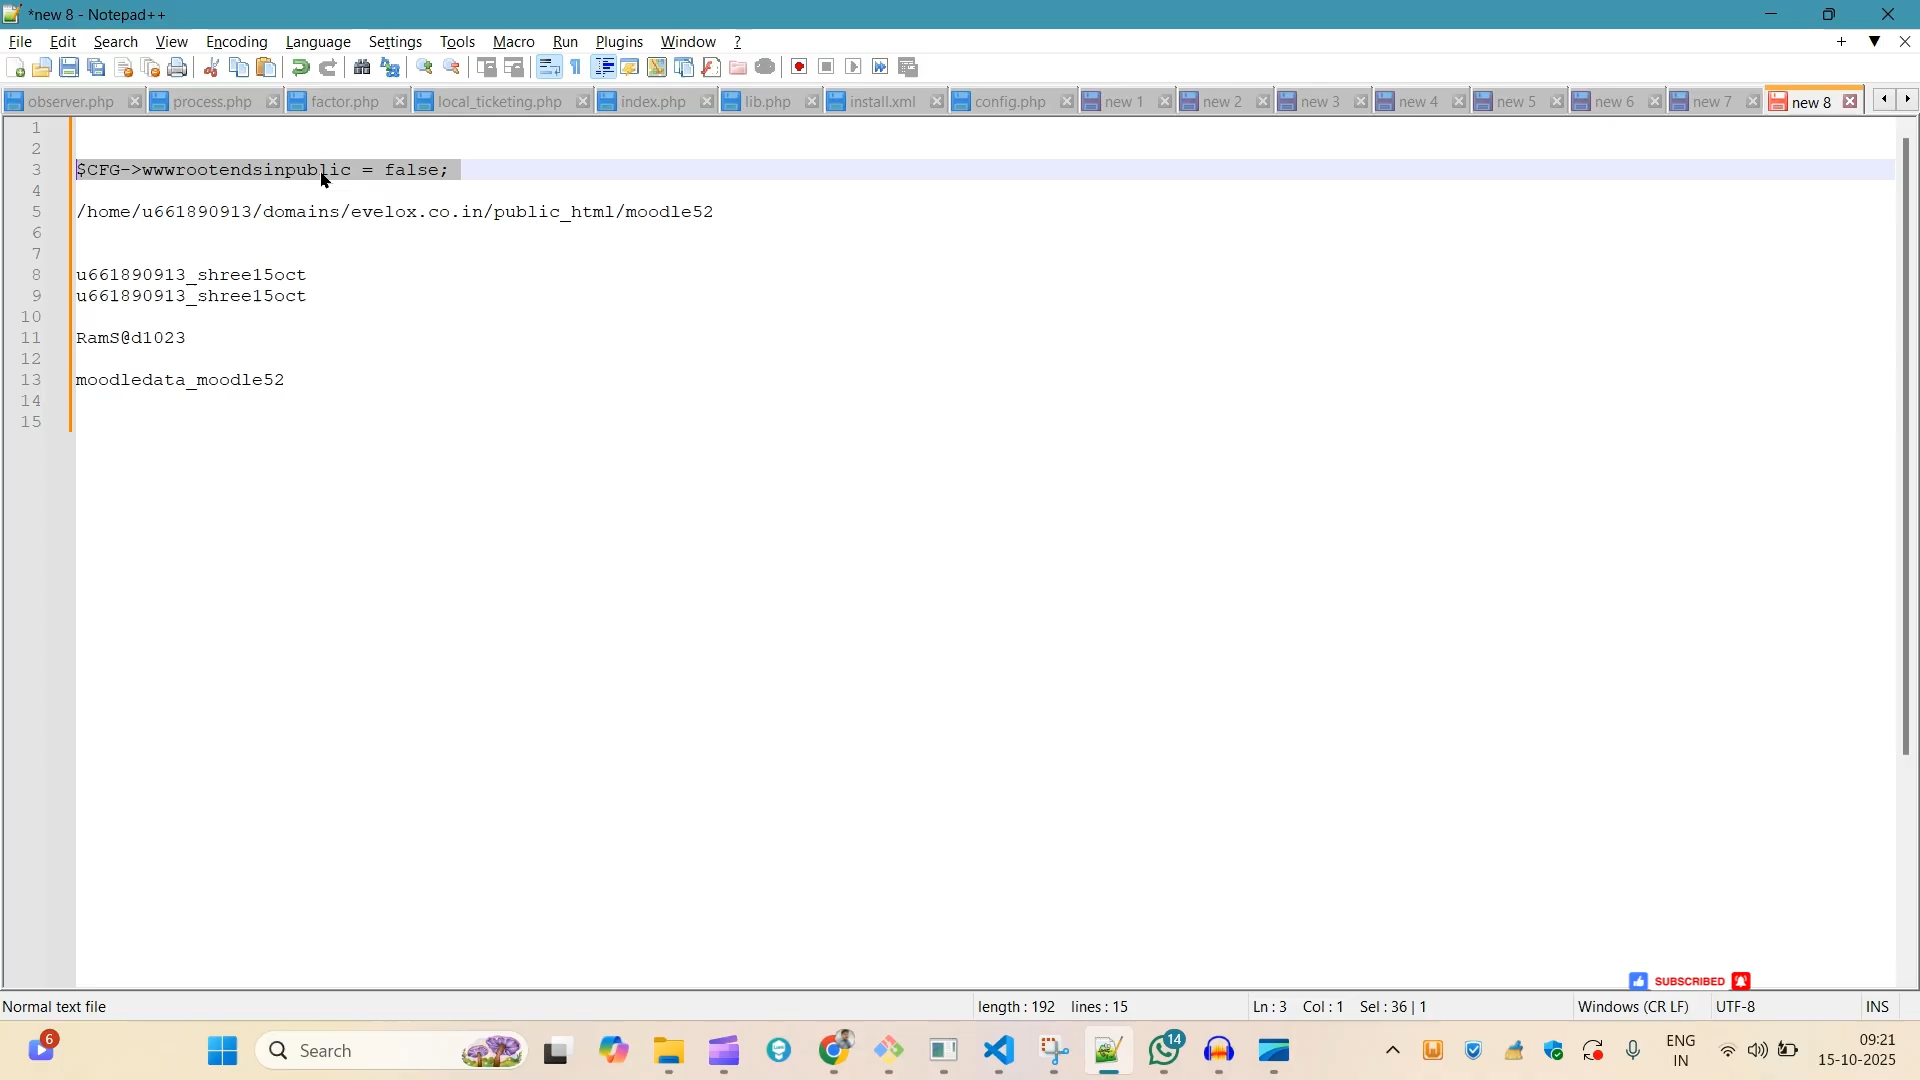 *new 8 - Notepad++
File Edit Search View Encoding Language Settings Tools Macro Run Plugins Window ?
observer.php process.php factor.php local_ticketing.php index.php lib.php install.xml config.php new 1 new 2 new 3 new 4 new 5 new 6 new 7 new 8
1
2
3 $CFG->wwwrootendsinpublic = false;
4
5 /home/u661890913/domains/evelox.co.in/public_html/moodle52
6
7
8 u661890913_shree15oct
9 u661890913_shree15oct
10
11 RamS@d1023
12
13 moodledata_moodle52
14
15
SUBSCRIBED
Normal text file length : 192 lines : 15 Ln : 3 Col : 1 Sel : 36 | 1 Windows (CR LF) UTF-8 INS
6 Search 14 ENG 09:21
IN 15-10-2025